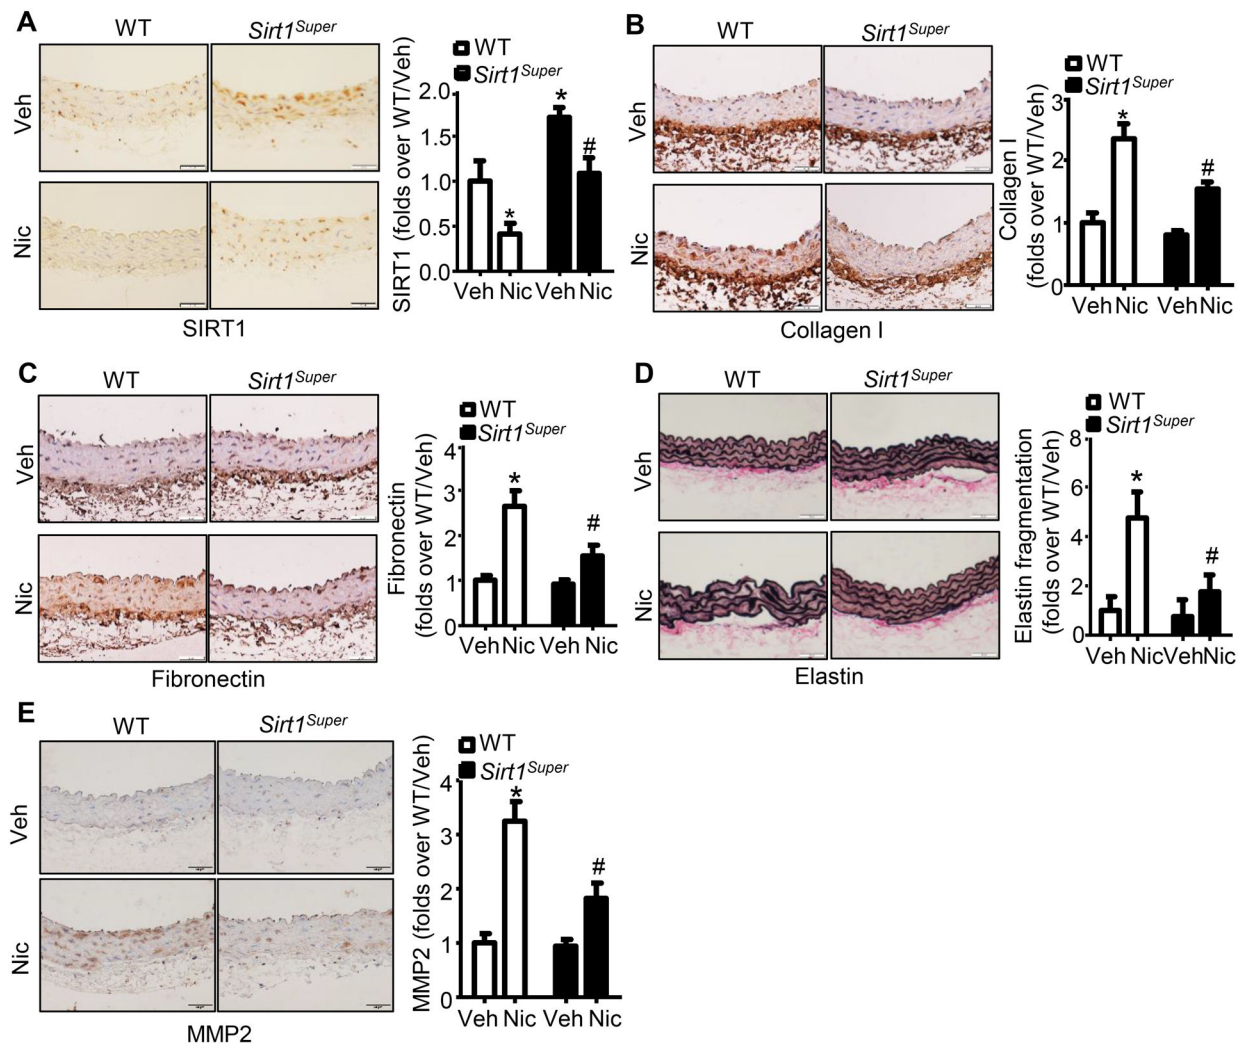 A
WT
Sirt1Super
Veh
Nic
SIRT1
SIRT1 (folds over WT/Veh)
WT
Sirt1Super
2.0
1.5
1.0
0.5
0.0
*
*
#
Veh Nic Veh Nic
B
WT
Sirt1Super
Veh
Nic
Collagen I
Collagen I
(folds over WT/Veh)
WT
Sirt1Super
3
2
1
0
*
#
Veh Nic Veh Nic
C
WT
Sirt1Super
Veh
Nic
Fibronectin
Fibronectin
(folds over WT/Veh)
WT
Sirt1Super
4
3
2
1
0
*
#
Veh Nic Veh Nic
D
WT
Sirt1Super
Veh
Nic
Elastin
Elastin fragmentation
(folds over WT/Veh)
WT
Sirt1Super
8
6
4
2
0
*
#
Veh Nic Veh Nic
E
WT
Sirt1Super
Veh
Nic
MMP2
MMP2 (folds over WT/Veh)
WT
Sirt1Super
4
3
2
1
0
*
#
Veh Nic Veh Nic